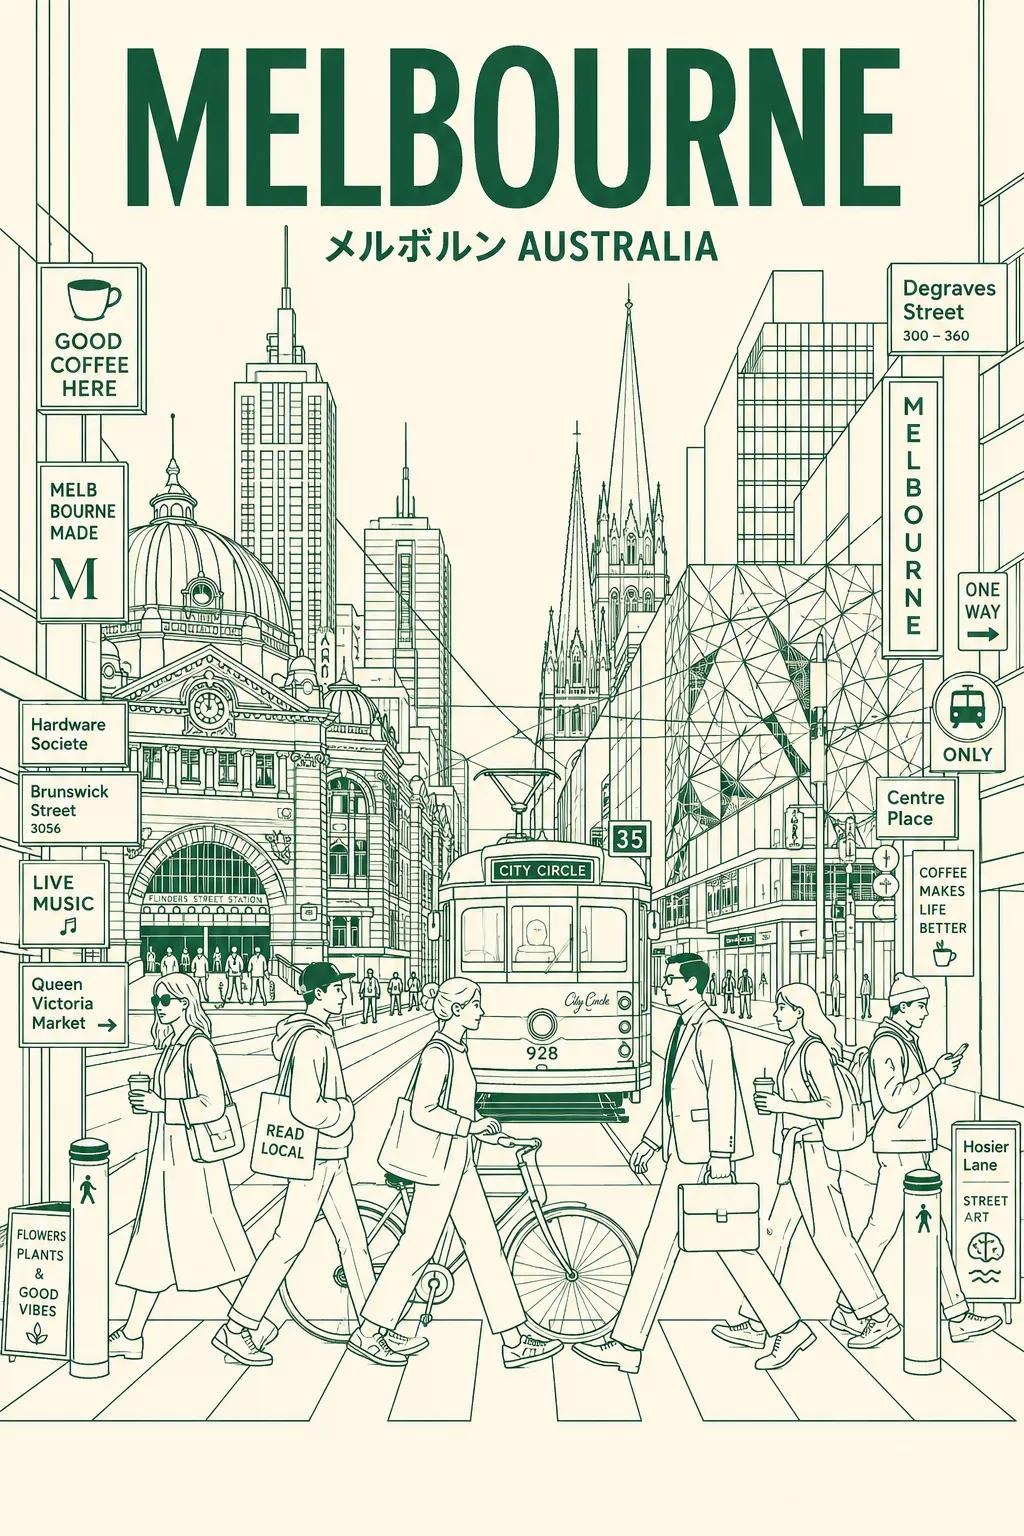 MELBOURNE
メルボルン AUSTRALIA
GOOD
COFFEE
HERE
MELB
BOURNE
MADE
M
Hardware
Societe
Brunswick
Street
3056
LIVE
MUSIC
Queen
Victoria
Market →
FLOWERS
PLANTS
&
GOOD
VIBES
FLINDERS STREET STATION
READ
LOCAL
35
CITY CIRCLE
City Circle
928
Degraves
Street
300 – 360
MELBOURNE
ONE
WAY
→
ONLY
Centre
Place
COFFEE
MAKES
LIFE
BETTER
Hosier
Lane
STREET
ART